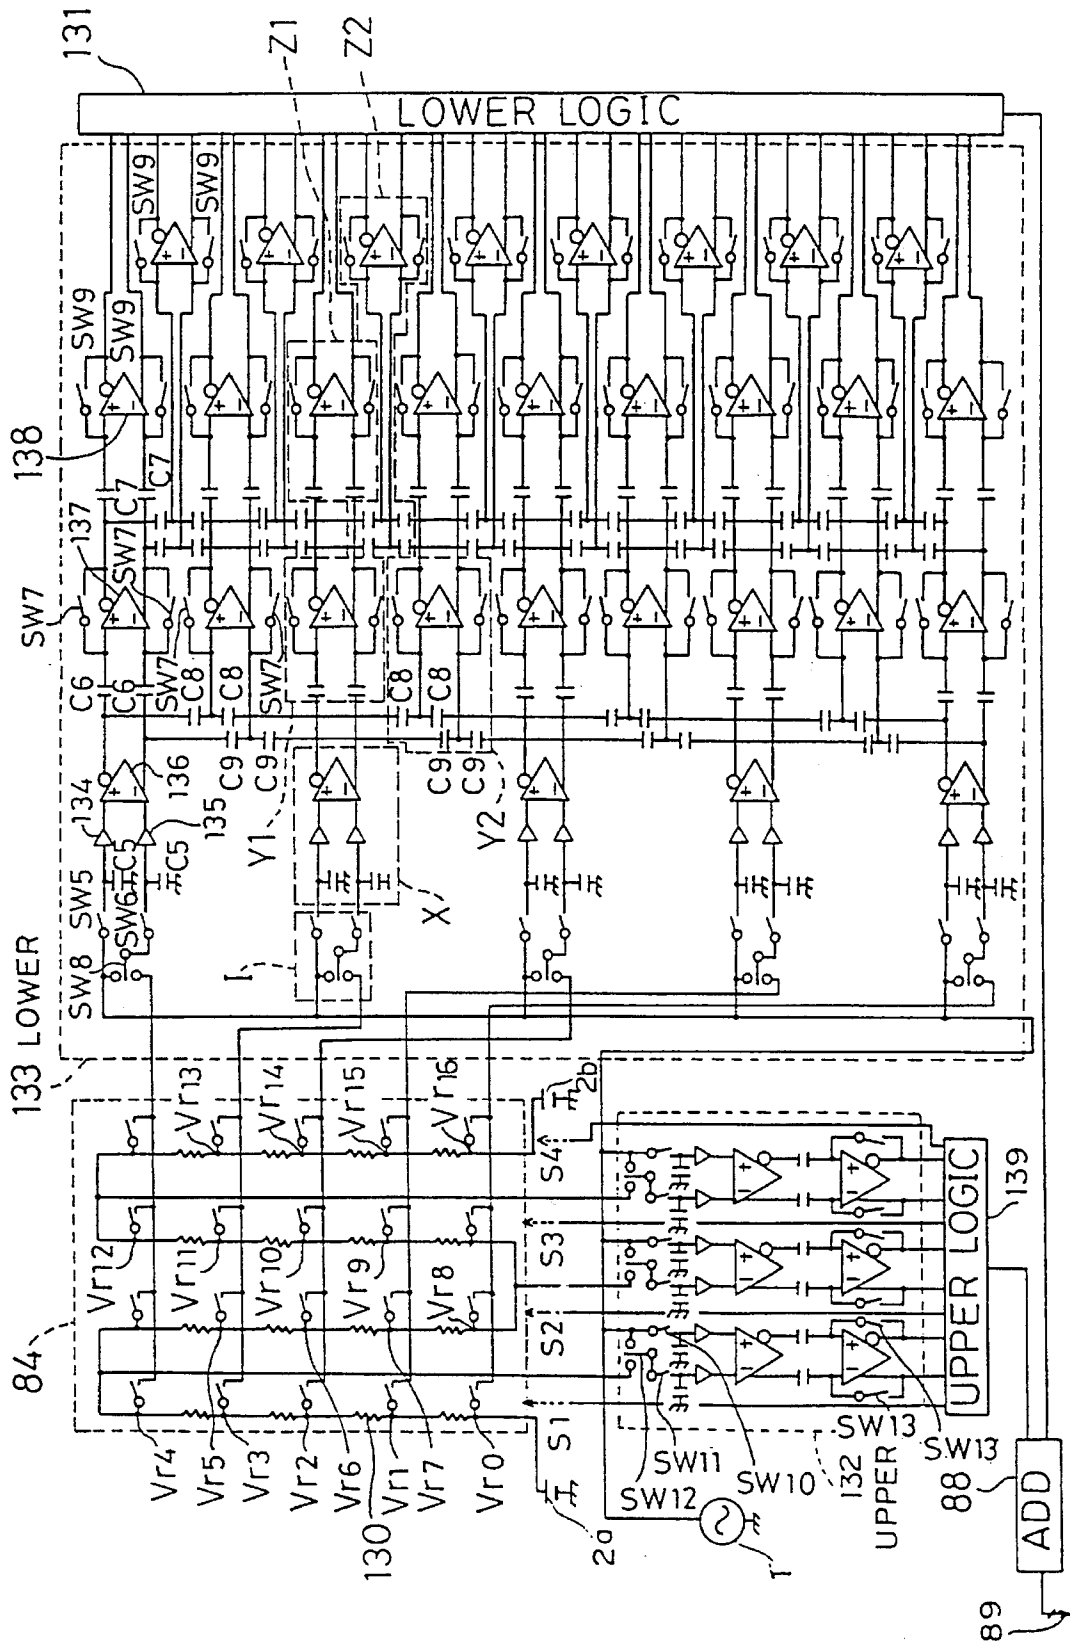 131
Z1
Z2
LOWER LOGIC
SW9
SW9
SW9
SW9
138
C7
C7
137
SW7
SW7
SW7
SW7
C6
C6
C8
C8
C8
C8
C9
C9
C9
C9
136
134
135
Y1
Y2
C5
C5
SW5
SW6
SW8
X
I
133 LOWER
84
Vr13
Vr14
Vr15
Vr16
2b
Vr12
Vr11
Vr10
Vr9
Vr8
Vr4
Vr5
Vr3
Vr2
Vr6
Vr1
Vr7
Vr0
130
2a
S1
S2
S3
S4
UPPER LOGIC
139
SW13
SW13
SW11
SW10
SW12
132
UPPER
88
ADD
89
+
−